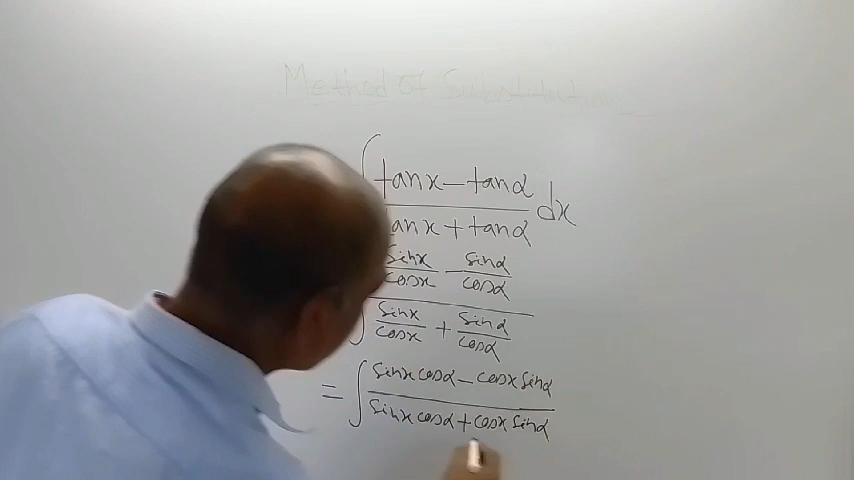 Method Of Substitution
∫ tanx − tanα
dx
anx + tanα
sinx/cosx − sinα/cosα
∫ sinx/cosx + sinα/cosα
= ∫ sinx cosα − cosx sinα
sinx cosα + cosx sinα